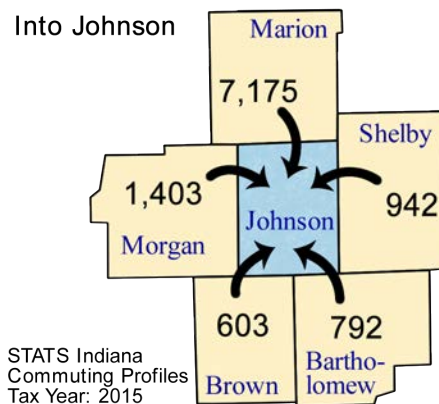 Into Johnson
Marion
7,175
Shelby
942
1,403
Morgan
Johnson
603
Brown
792
Bartho-
lomew
STATS Indiana
Commuting Profiles
Tax Year: 2015